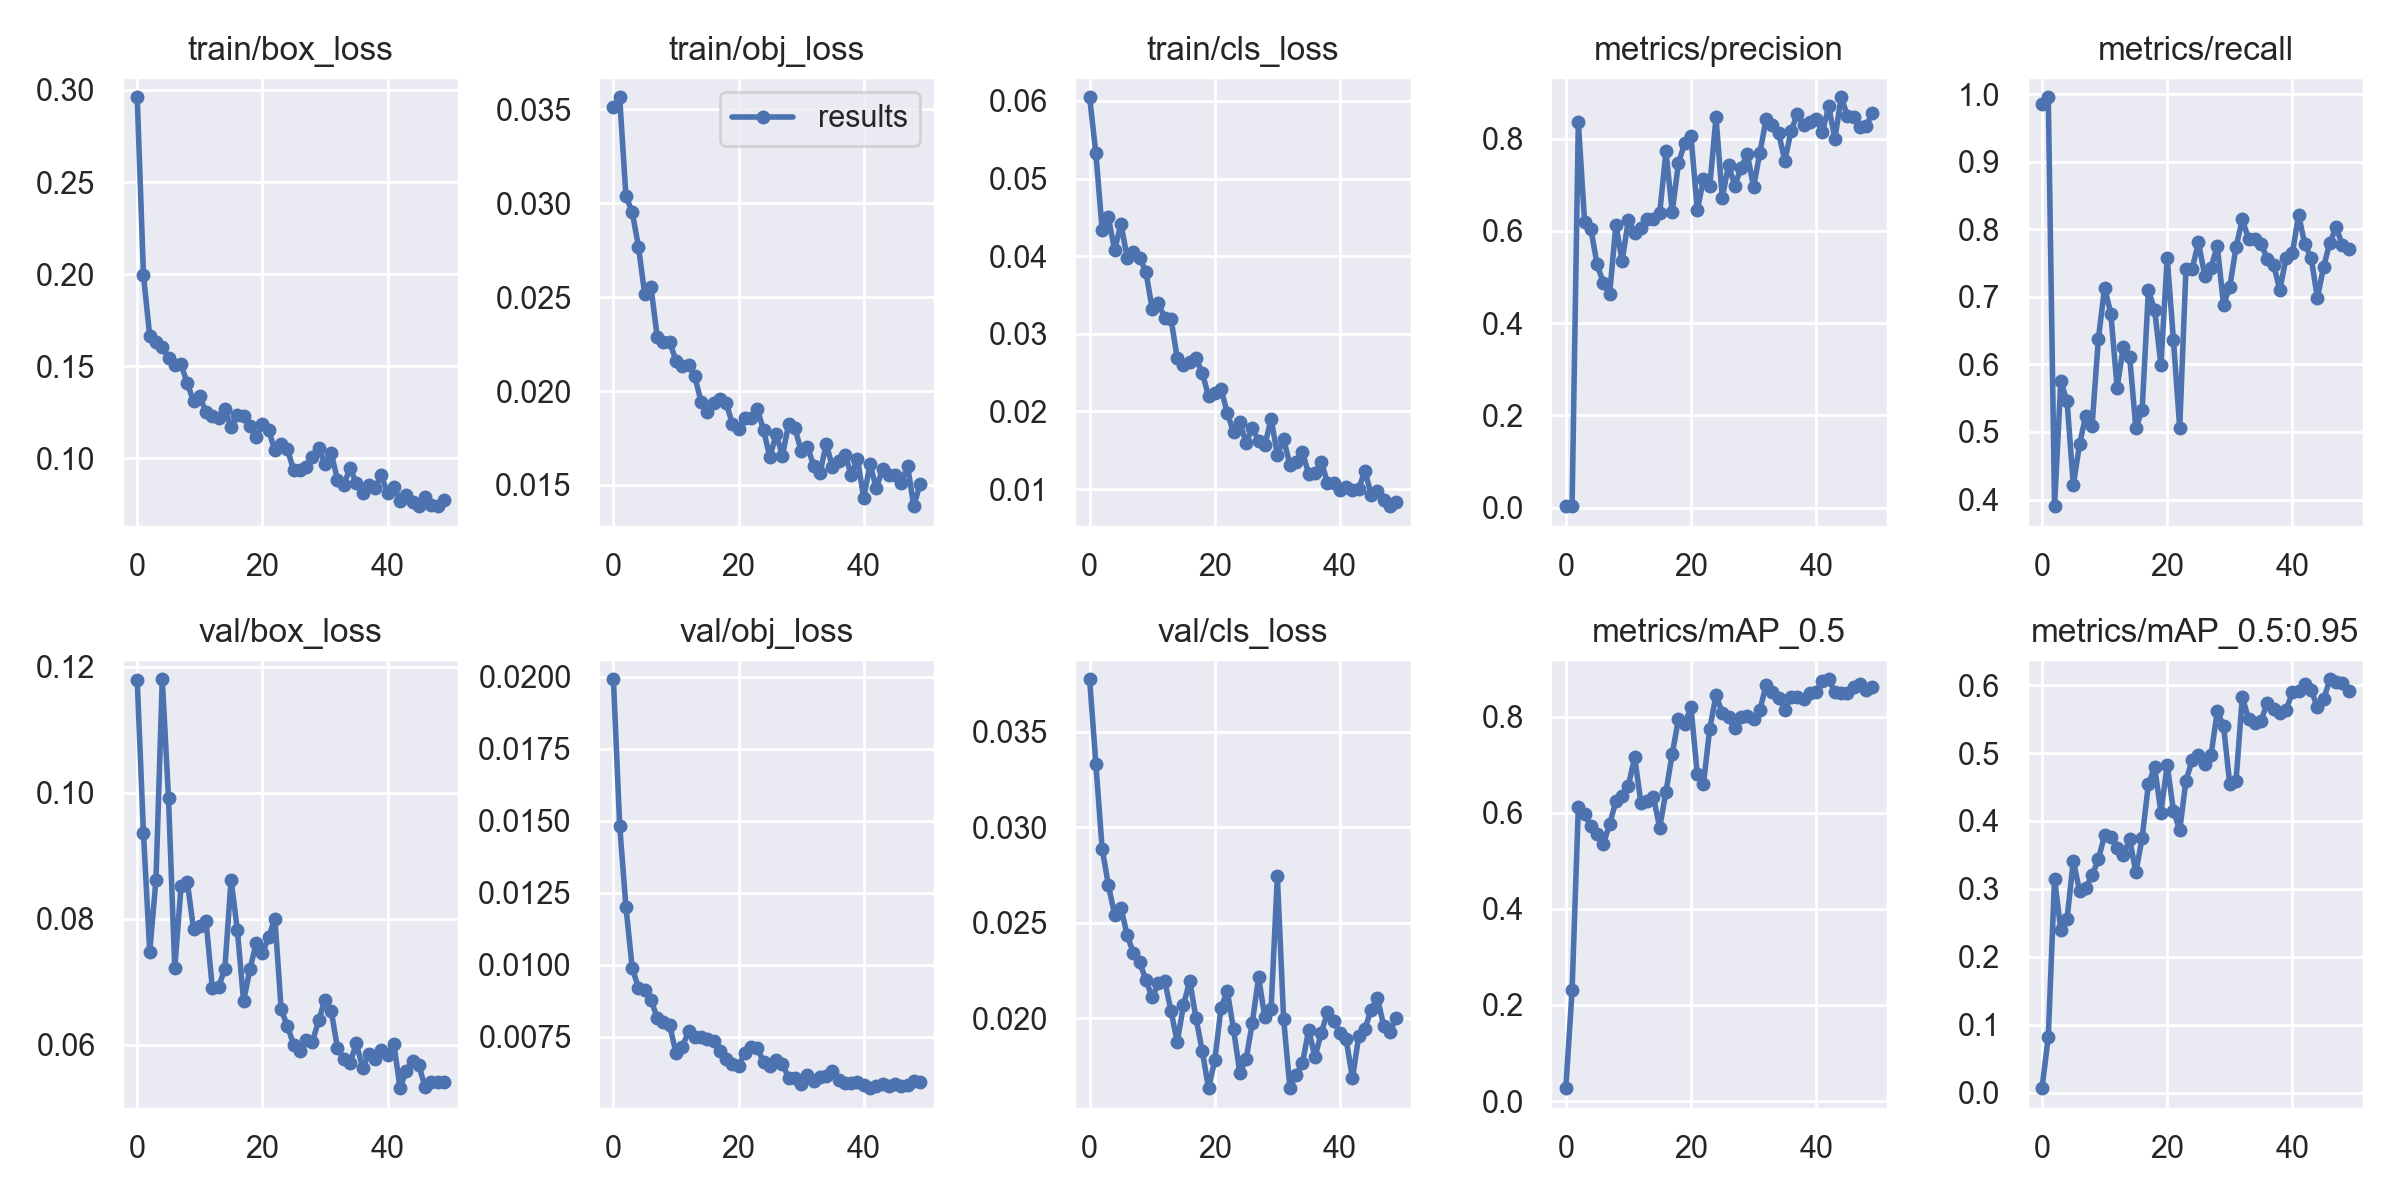 train/box_loss
train/obj_loss
train/cls_loss
metrics/precision
metrics/recall
0.30
0.25
0.20
0.15
0.10
0 20 40
results
0.035
0.030
0.025
0.020
0.015
0 20 40
0.06
0.05
0.04
0.03
0.02
0.01
0 20 40
0.8
0.6
0.4
0.2
0.0
0 20 40
1.0
0.9
0.8
0.7
0.6
0.5
0.4
0 20 40
val/box_loss
val/obj_loss
val/cls_loss
metrics/mAP_0.5
metrics/mAP_0.5:0.95
0.12
0.10
0.08
0.06
0 20 40
0.0200
0.0175
0.0150
0.0125
0.0100
0.0075
0 20 40
0.035
0.030
0.025
0.020
0 20 40
0.8
0.6
0.4
0.2
0.0
0 20 40
0.6
0.5
0.4
0.3
0.2
0.1
0.0
0 20 40